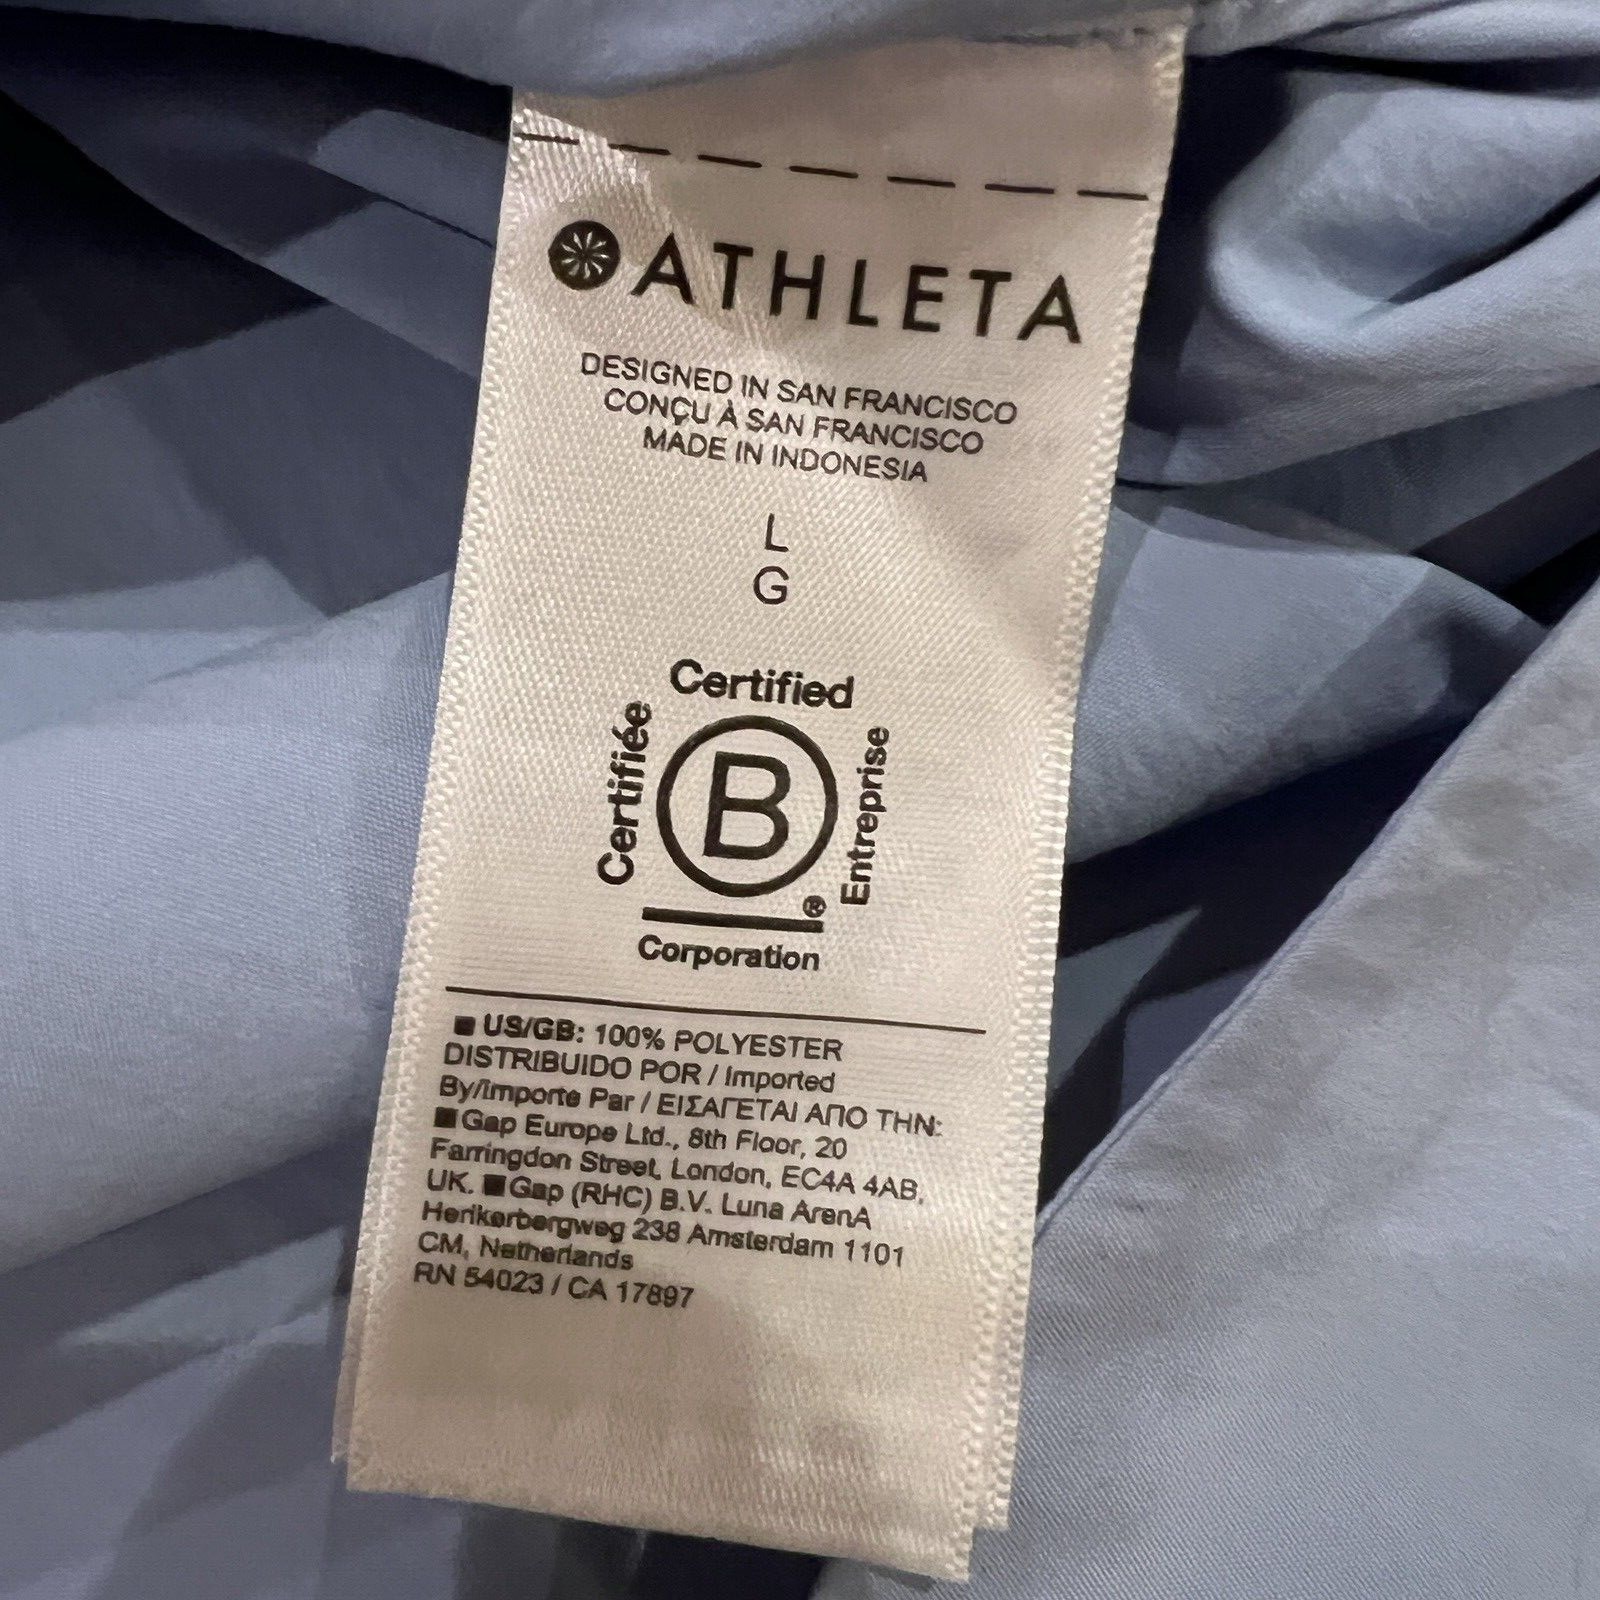 ATHLETA
DESIGNED IN SAN FRANCISCO
CONÇU À SAN FRANCISCO
MADE IN INDONESIA
L
G
Certified
Certifiée
B
Entreprise
®
Corporation
■ US/GB: 100% POLYESTER
DISTRIBUIDO POR / Imported
By/Importe Par / ΕΙΣΑΓΕΤΑΙ ΑΠΟ ΤΗΝ:
■ Gap Europe Ltd., 8th Floor, 20
Farringdon Street, London, EC4A 4AB,
UK. ■ Gap (RHC) B.V. Luna ArenA
Herikerbergweg 238 Amsterdam 1101
CM, Netherlands
RN 54023 / CA 17897